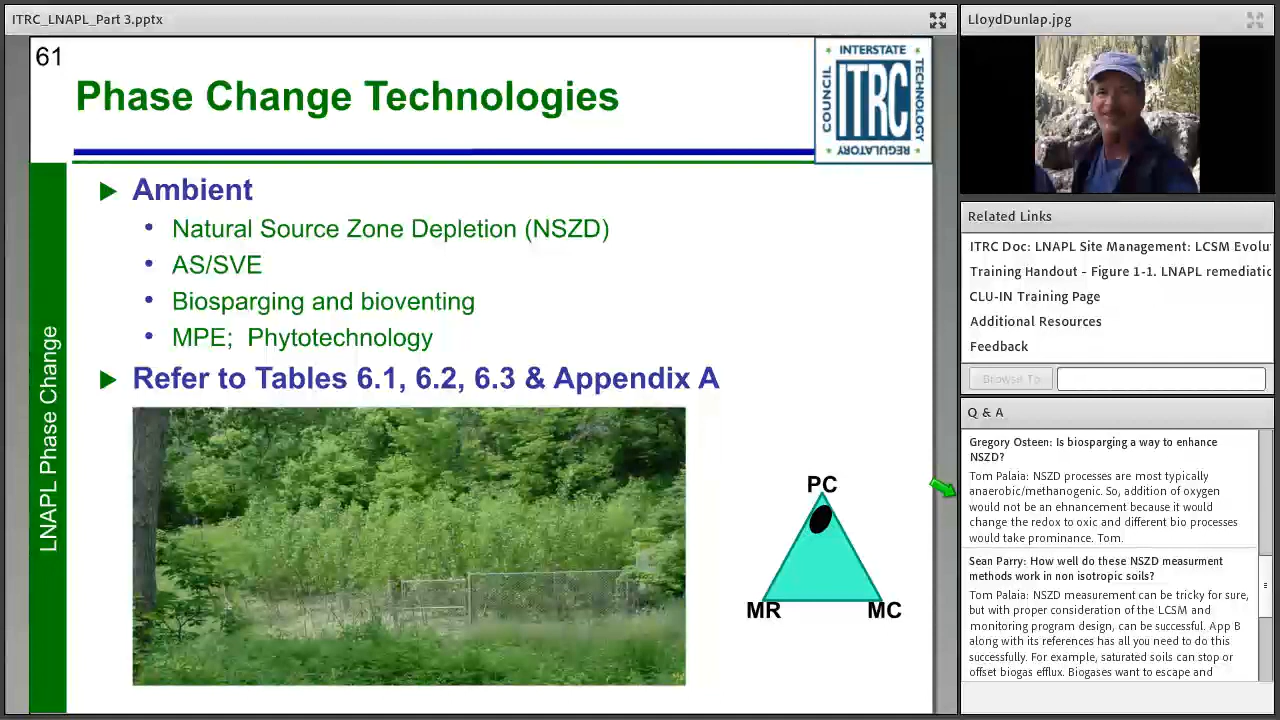 ITRC_LNAPL_Part 3.pptx
61
Phase Change Technologies
INTERSTATE
COUNCIL
ITRC
TECHNOLOGY
REGULATORY
LNAPL Phase Change
Ambient
• Natural Source Zone Depletion (NSZD)
• AS/SVE
• Biosparging and bioventing
• MPE; Phytotechnology
Refer to Tables 6.1, 6.2, 6.3 & Appendix A
PC
MR
MC
LloydDunlap.jpg
Related Links
ITRC Doc: LNAPL Site Management: LCSM Evolu
Training Handout - Figure 1-1. LNAPL remediatic
CLU-IN Training Page
Additional Resources
Feedback
Browse To
Q & A
Gregory Osteen: Is biosparging a way to enhance
NSZD?
Tom Palaia: NSZD processes are most typically
anaerobic/methanogenic. So, addition of oxygen
would not be an ehnancement because it would
change the redox to oxic and different bio processes
would take prominance. Tom.
Sean Parry: How well do these NSZD measurment
methods work in non isotropic soils?
Tom Palaia: NSZD measurement can be tricky for sure,
but with proper consideration of the LCSM and
monitoring program design, can be successful. App B
along with its references has all you need to do this
successfully. For example, saturated soils can stop or
offset biogas efflux. Biogases want to escape and